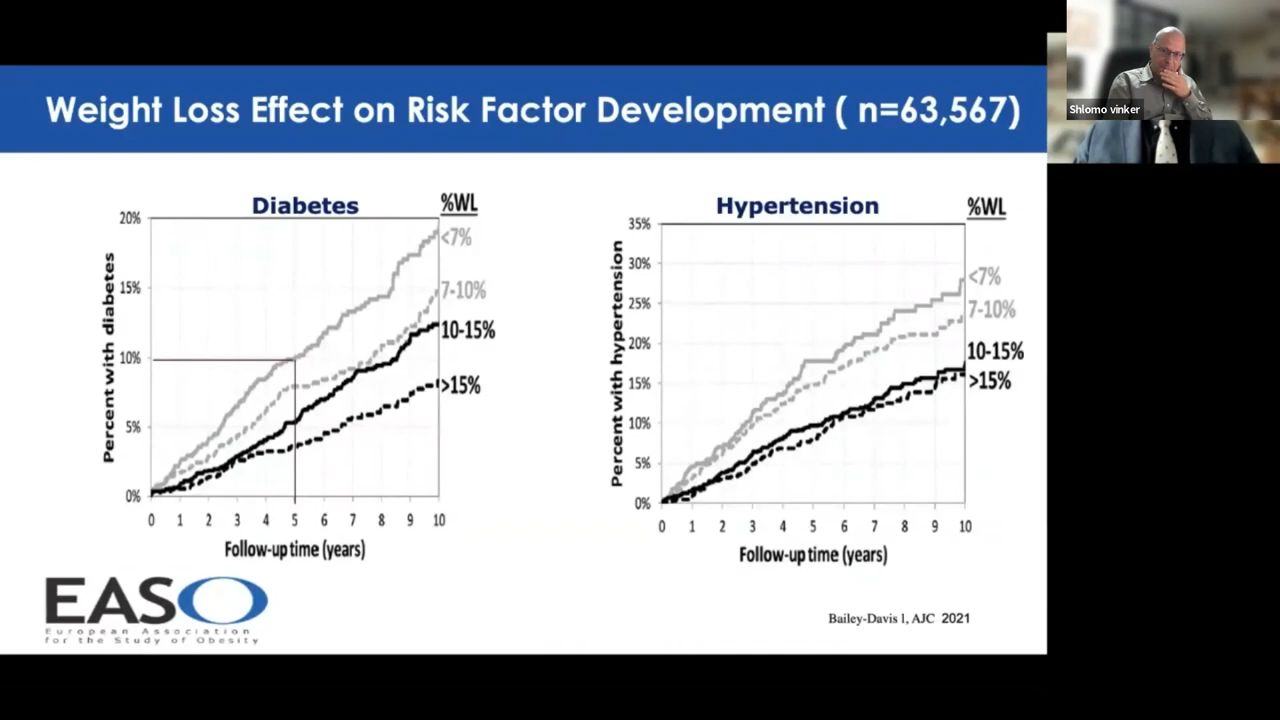 Weight Loss Effect on Risk Factor Development ( n=63,567)
Shlomo vinker
Diabetes
%WL
20%
15%
10%
5%
0%
Percent with diabetes
<7%
7-10%
10-15%
>15%
0 1 2 3 4 5 6 7 8 9 10
Follow-up time (years)
Hypertension
%WL
35%
30%
25%
20%
15%
10%
5%
0%
Percent with hypertension
<7%
7-10%
10-15%
>15%
0 1 2 3 4 5 6 7 8 9 10
Follow-up time (years)
EASO
European Association
for the Study of Obesity
Bailey-Davis l, AJC 2021